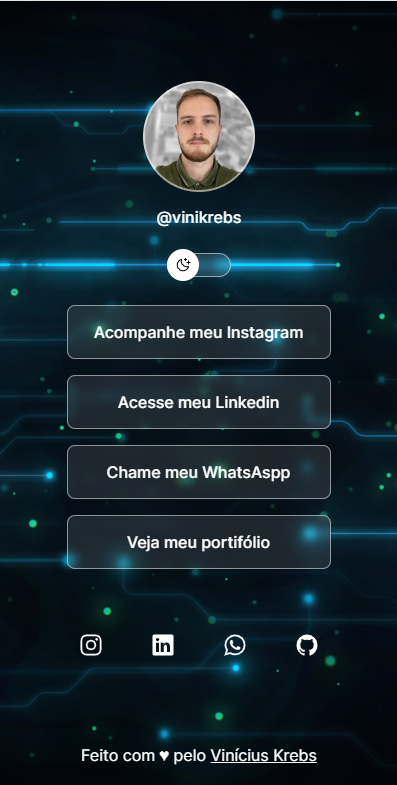 @vinikrebs
Acompanhe meu Instagram
Acesse meu Linkedin
Chame meu WhatsAspp
Veja meu portifólio
Feito com ♥ pelo Vinícius Krebs